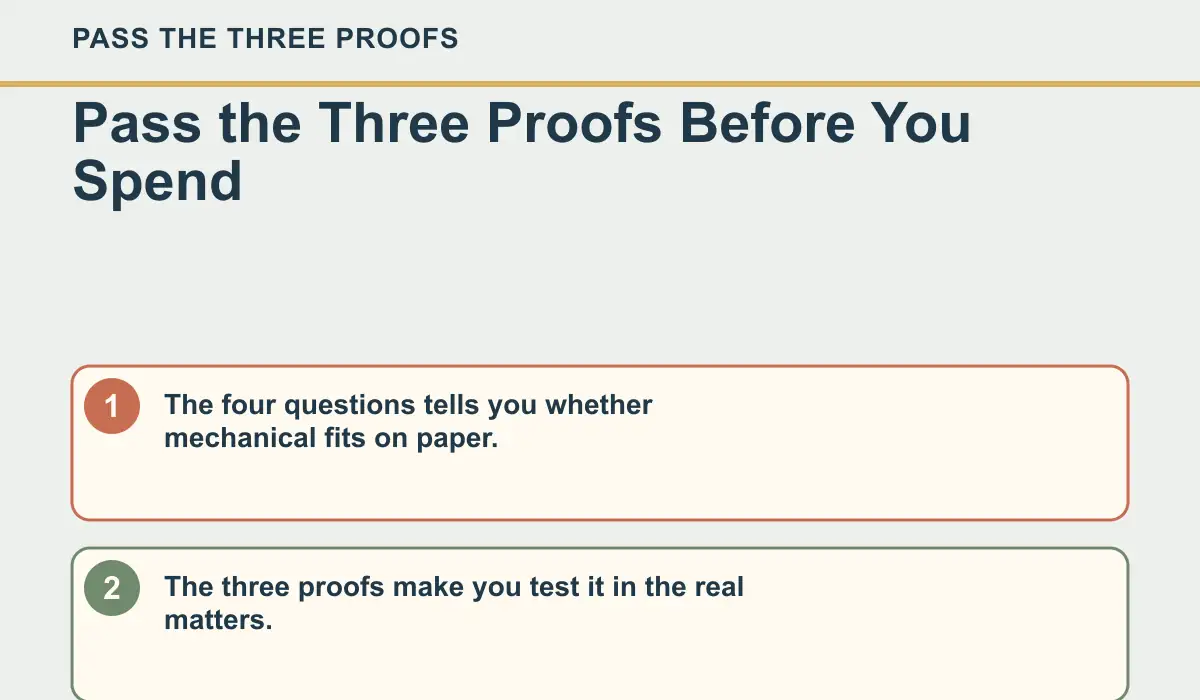 PASS THE THREE PROOFS
Pass the Three Proofs Before You
Spend
1
The four questions tells you whether
mechanical fits on paper.
2
The three proofs make you test it in the real
matters.